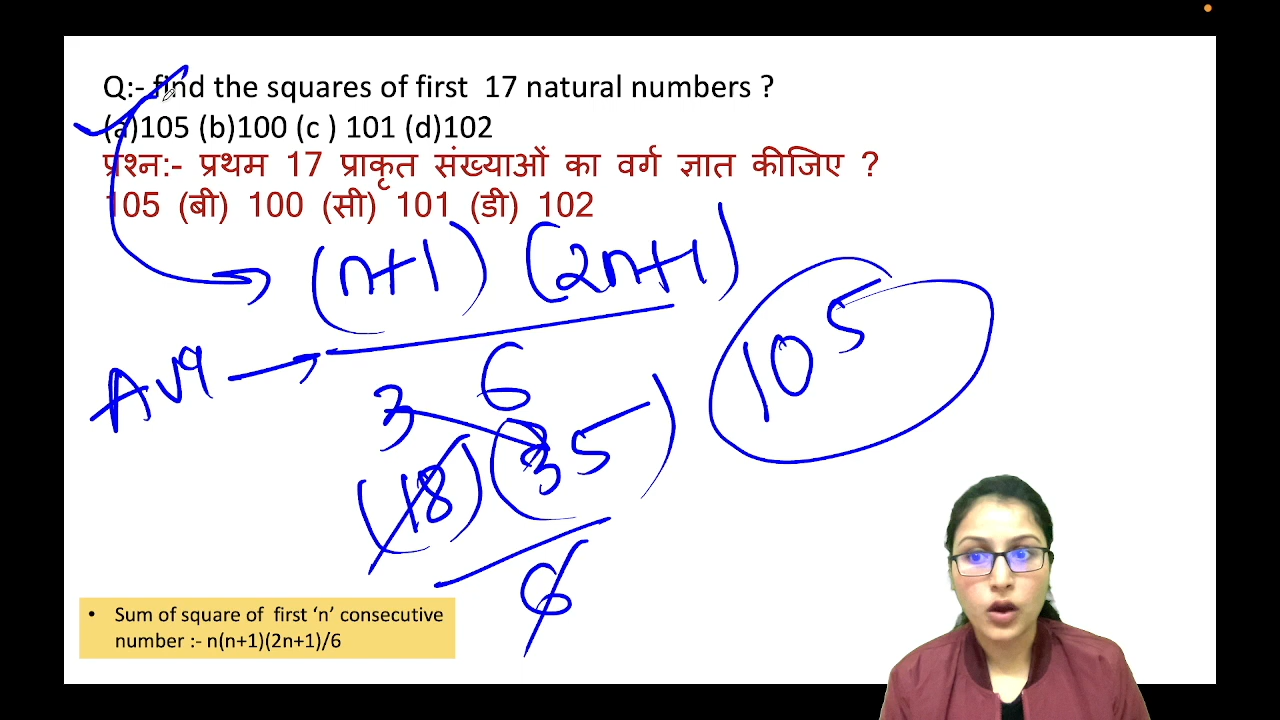 Q:- find the squares of first 17 natural numbers ?
(a)105 (b)100 (c ) 101 (d)102
प्रश्न:- प्रथम 17 प्राकृत संख्याओं का वर्ग ज्ञात कीजिए ?
105 (बी) 100 (सी) 101 (डी) 102
(n+1) (2n+1)
6
Avg →
105
3
(18) (35)
6
• Sum of square of first ‘n’ consecutive
number :- n(n+1)(2n+1)/6